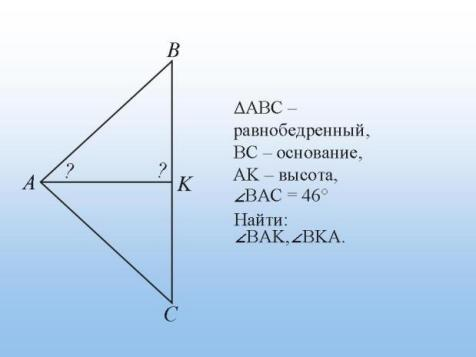 B
ΔABC –
равнобедренный,
BC – основание,
? ?
A K
AK – высота,
∠BAC = 46°
Найти:
∠BAK,∠BKA.
C